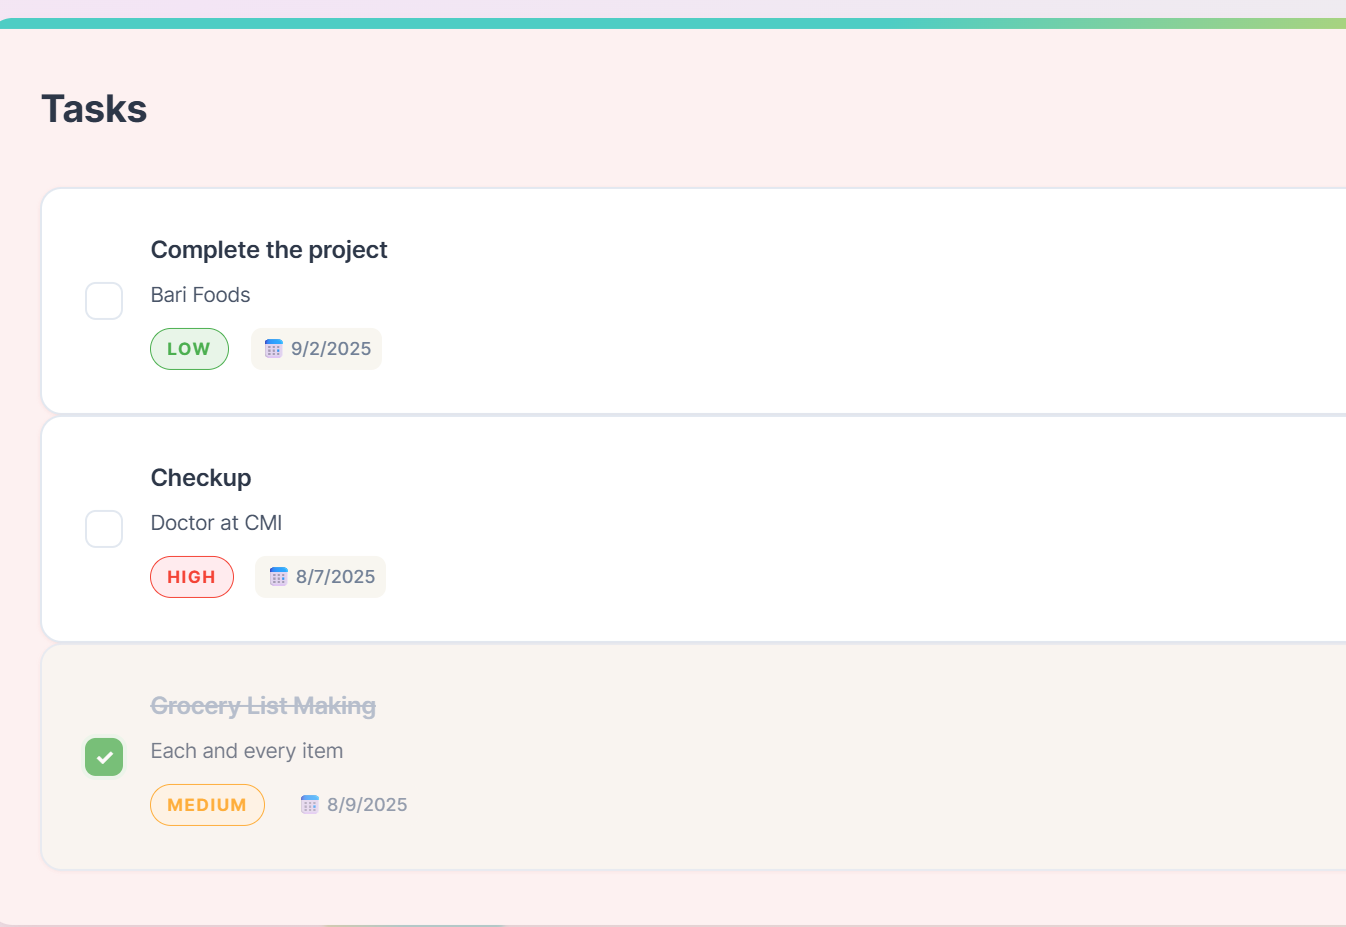 Tasks
Complete the project
Bari Foods
LOW 9/2/2025
Checkup
Doctor at CMI
HIGH 8/7/2025
Grocery List Making
Each and every item
MEDIUM 8/9/2025